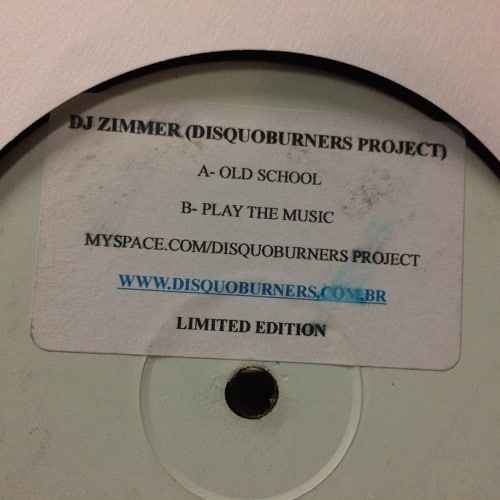 DJ ZIMMER (DISQUOBURNERS PROJECT)
A- OLD SCHOOL
B- PLAY THE MUSIC
MYSPACE.COM/DISQUOBURNERS PROJECT
WWW.DISQUOBURNERS.COM.BR
LIMITED EDITION